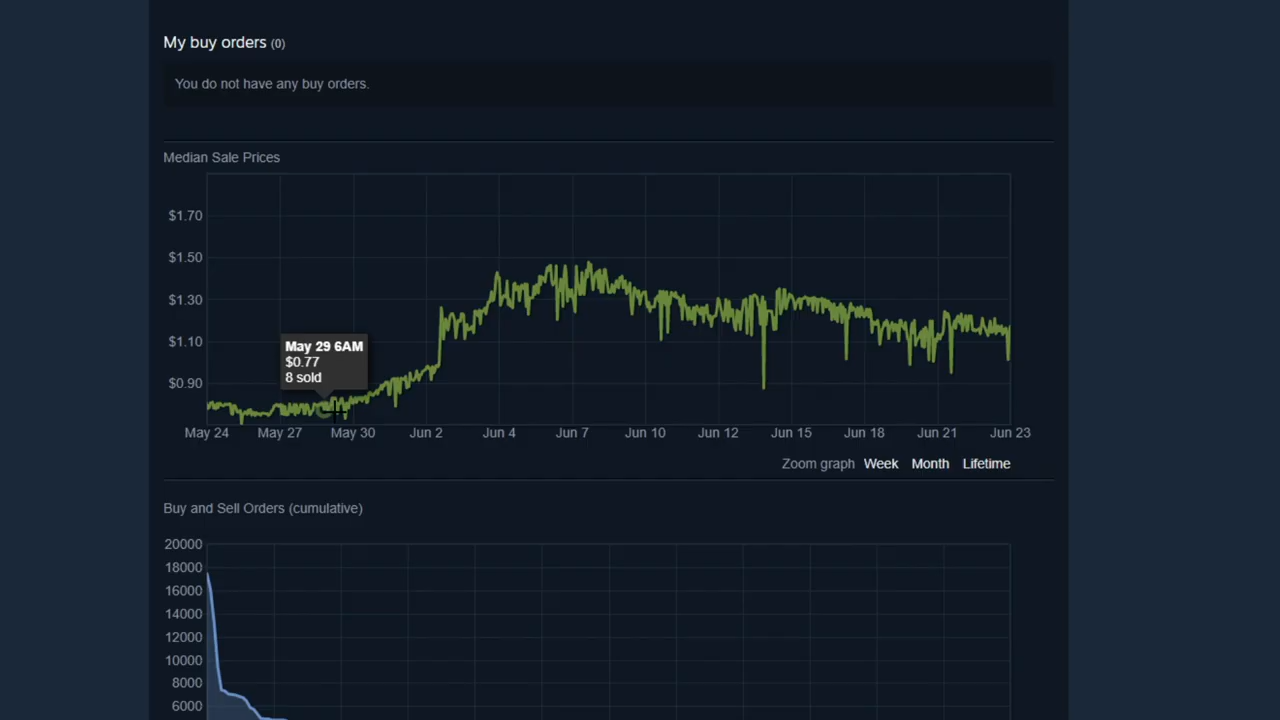 My buy orders (0)
You do not have any buy orders.
Median Sale Prices
$1.70
$1.50
$1.30
$1.10
$0.90
May 29 6AM
$0.77
8 sold
May 24 May 27 May 30 Jun 2 Jun 4 Jun 7 Jun 10 Jun 12 Jun 15 Jun 18 Jun 21 Jun 23
Zoom graph Week Month Lifetime
Buy and Sell Orders (cumulative)
20000
18000
16000
14000
12000
10000
8000
6000